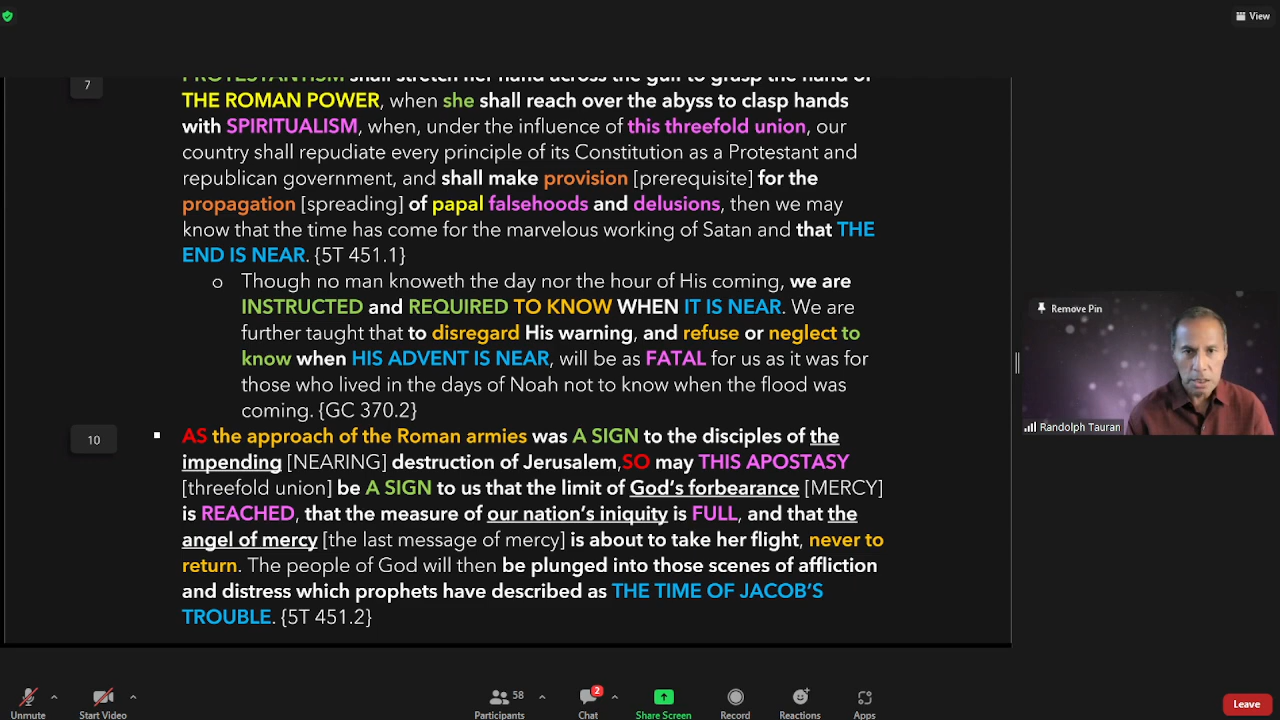 View
7
PROTESTANTISM shall stretch her hand across the gulf to grasp the hand of
THE ROMAN POWER, when she shall reach over the abyss to clasp hands
with SPIRITUALISM, when, under the influence of this threefold union, our
country shall repudiate every principle of its Constitution as a Protestant and
republican government, and shall make provision [prerequisite] for the
propagation [spreading] of papal falsehoods and delusions, then we may
know that the time has come for the marvelous working of Satan and that THE
END IS NEAR. {5T 451.1}
o Though no man knoweth the day nor the hour of His coming, we are
INSTRUCTED and REQUIRED TO KNOW WHEN IT IS NEAR. We are
further taught that to disregard His warning, and refuse or neglect to
know when HIS ADVENT IS NEAR, will be as FATAL for us as it was for
those who lived in the days of Noah not to know when the flood was
coming. {GC 370.2}
10
▪ AS the approach of the Roman armies was A SIGN to the disciples of the
impending [NEARING] destruction of Jerusalem,SO may THIS APOSTASY
[threefold union] be A SIGN to us that the limit of God's forbearance [MERCY]
is REACHED, that the measure of our nation's iniquity is FULL, and that the
angel of mercy [the last message of mercy] is about to take her flight, never to
return. The people of God will then be plunged into those scenes of affliction
and distress which prophets have described as THE TIME OF JACOB'S
TROUBLE. {5T 451.2}
Remove Pin
Randolph Tauran
Unmute
Start Video
58
Participants
2
Chat
Share Screen
Record
Reactions
Apps
Leave